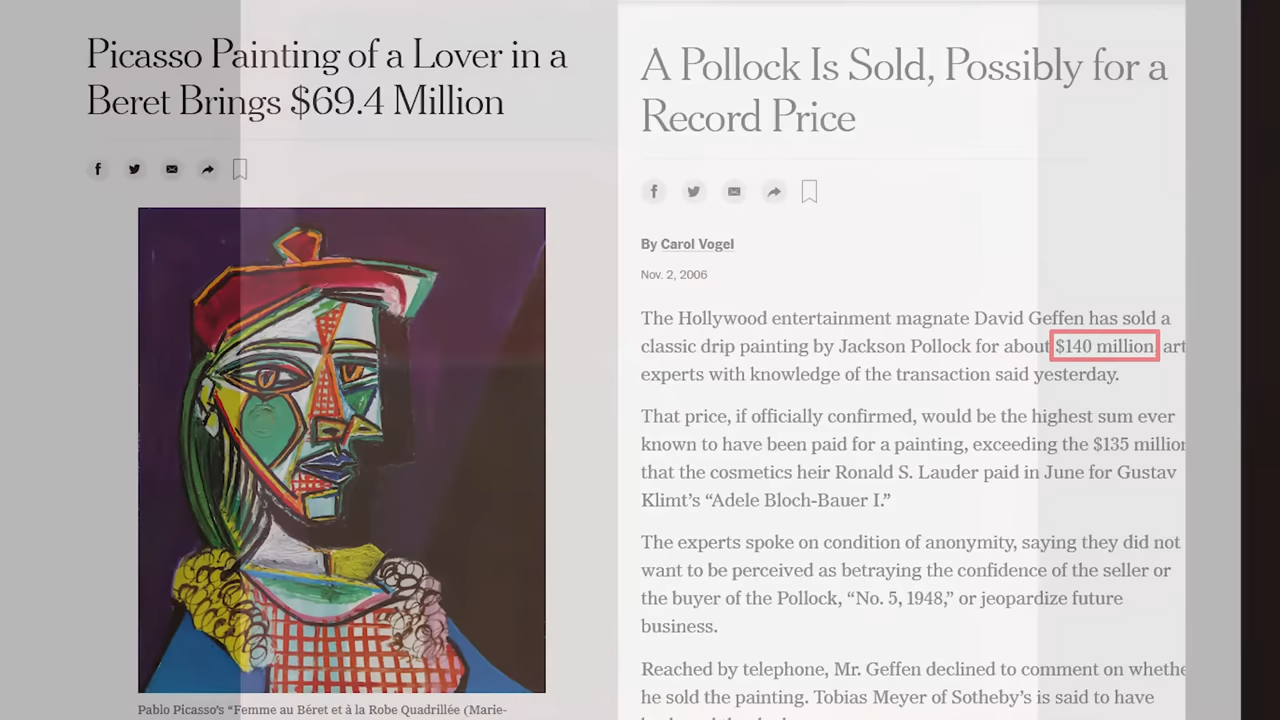 Picasso Painting of a Lover in a
Beret Brings $69.4 Million
Pablo Picasso's “Femme au Béret et à la Robe Quadrillée (Marie-
A Pollock Is Sold, Possibly for a
Record Price
By Carol Vogel
Nov. 2, 2006
The Hollywood entertainment magnate David Geffen has sold a
classic drip painting by Jackson Pollock for about $140 million, art
experts with knowledge of the transaction said yesterday.
That price, if officially confirmed, would be the highest sum ever
known to have been paid for a painting, exceeding the $135 million
that the cosmetics heir Ronald S. Lauder paid in June for Gustav
Klimt's “Adele Bloch-Bauer I.”
The experts spoke on condition of anonymity, saying they did not
want to be perceived as betraying the confidence of the seller or
the buyer of the Pollock, “No. 5, 1948,” or jeopardize future
business.
Reached by telephone, Mr. Geffen declined to comment on whethe
he sold the painting. Tobias Meyer of Sotheby's is said to have